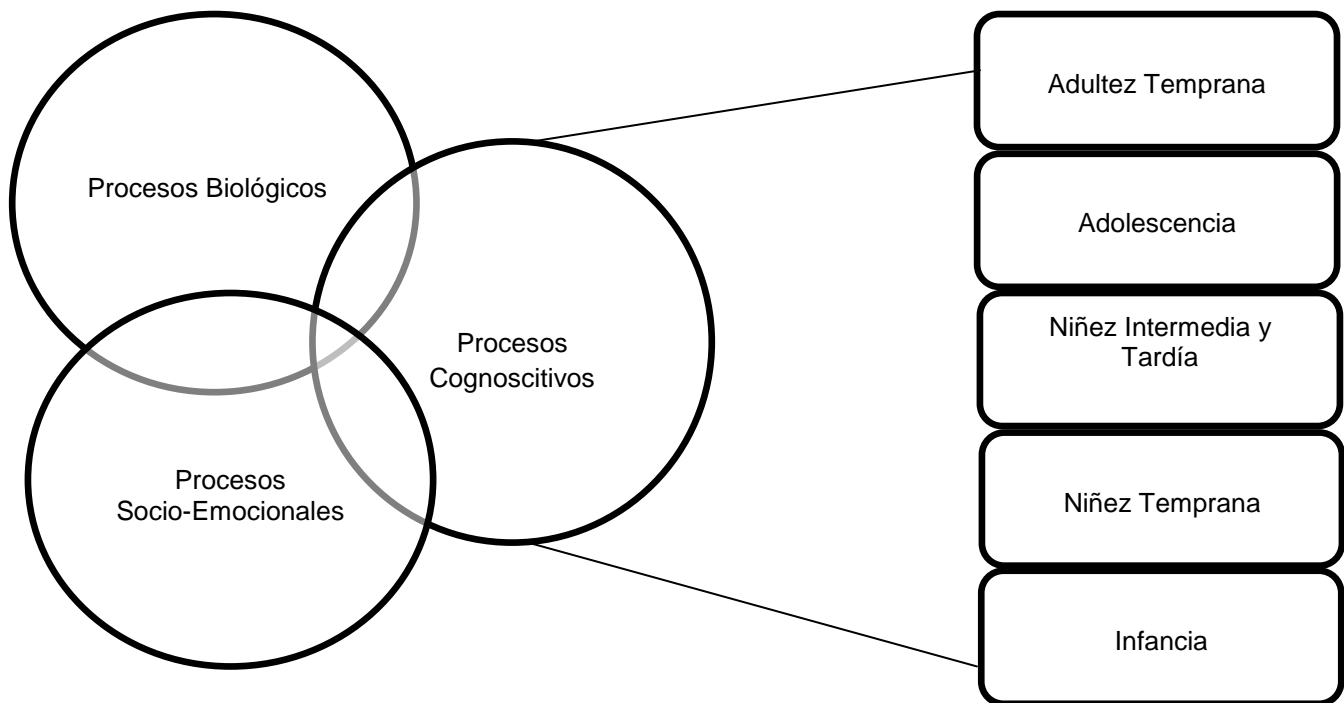 Procesos Biológicos
Procesos
Cognoscitivos
Procesos
Socio-Emocionales
Adultez Temprana
Adolescencia
Niñez Intermedia y
Tardía
Niñez Temprana
Infancia